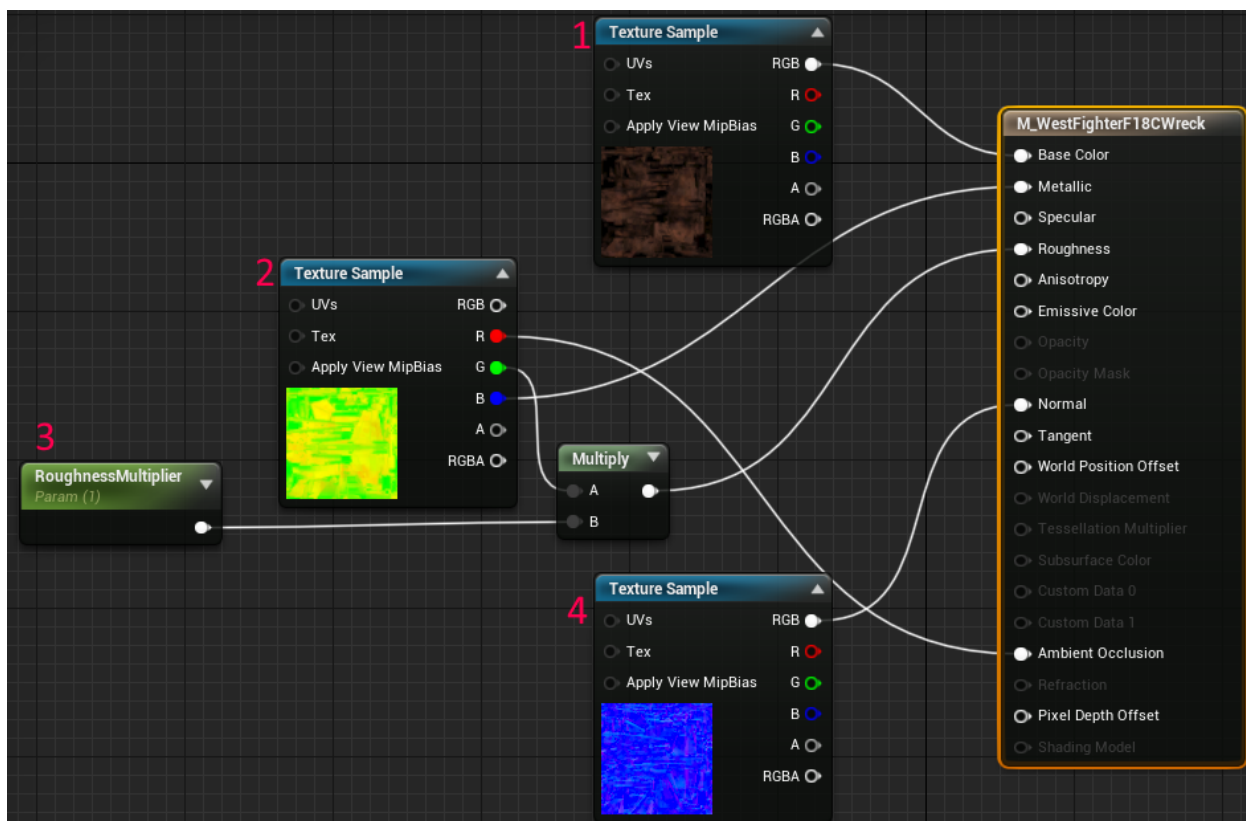 1
Texture Sample
UVs RGB
Tex R
Apply View MipBias G
B
A
RGBA
2
Texture Sample
UVs RGB
Tex R
Apply View MipBias G
B
A
RGBA
3
RoughnessMultiplier
Param (1)
Multiply
A
B
4
Texture Sample
UVs RGB
Tex R
Apply View MipBias G
B
A
RGBA
M_WestFighterF18CWreck
Base Color
Metallic
Specular
Roughness
Anisotropy
Emissive Color
Opacity
Opacity Mask
Normal
Tangent
World Position Offset
World Displacement
Tessellation Multiplier
Subsurface Color
Custom Data 0
Custom Data 1
Ambient Occlusion
Refraction
Pixel Depth Offset
Shading Model